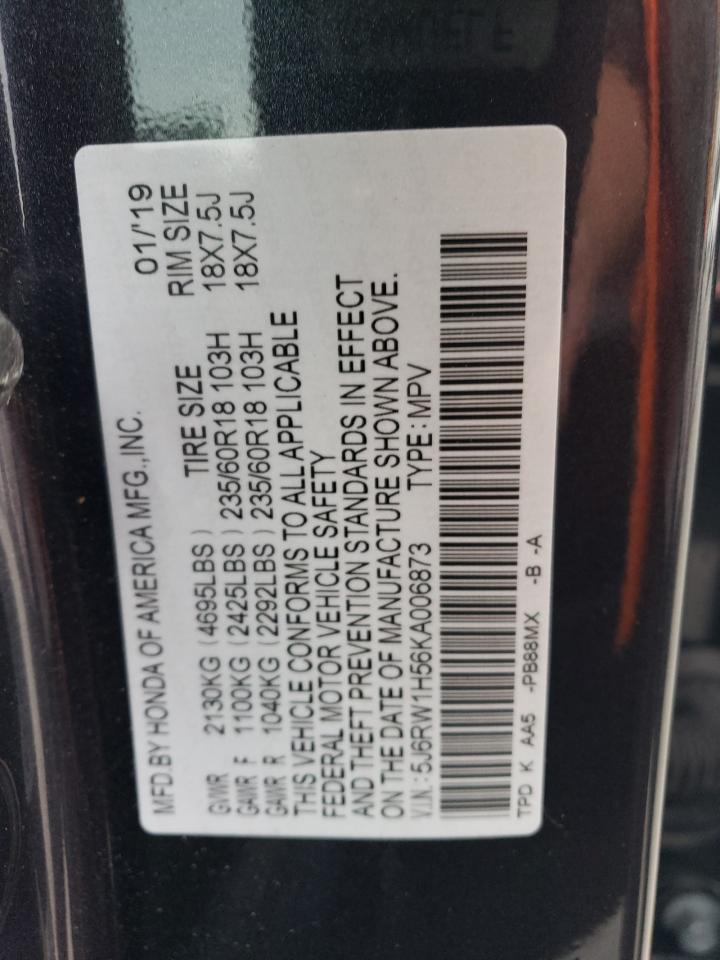 MFD.BY HONDA OF AMERICA MFG.,INC. 01/'19
TIRE SIZE RIM SIZE
GVWR 2130KG (4695LBS)
GAWR F 1100KG (2425LBS) 235/60R18 103H 18X7.5J
GAWR R 1040KG (2292LBS) 235/60R18 103H 18X7.5J
THIS VEHICLE CONFORMS TO ALL APPLICABLE
FEDERAL MOTOR VEHICLE SAFETY
AND THEFT PREVENTION STANDARDS IN EFFECT
ON THE DATE OF MANUFACTURE SHOWN ABOVE.
V.I.N.: 5J6RW1H56KA006873 TYPE: MPV
TPD K AA5 -PB88MX -B -A